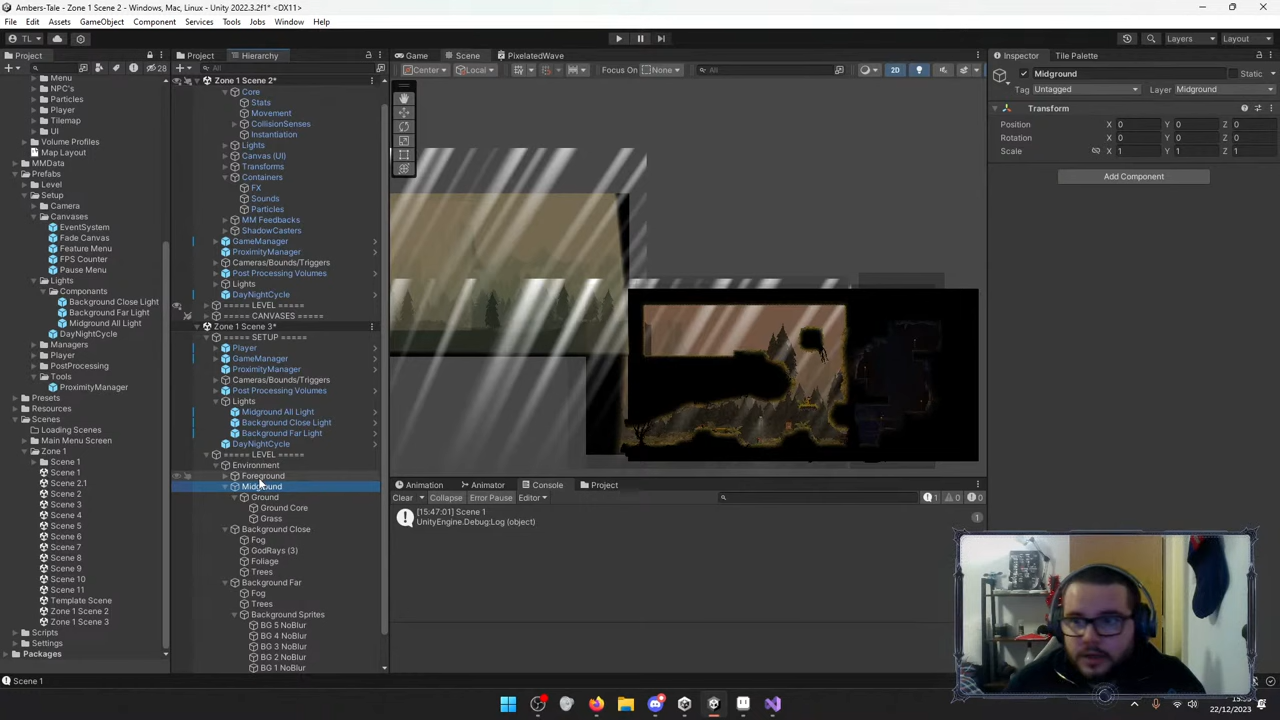 Ambers-Tale - Zone 1 Scene 2 - Windows, Mac, Linux - Unity 2022.3.2f1* <DX11>
File Edit Assets GameObject Component Services Tools Jobs Window Help
TL
Layers Layout
Project
28
Menu
NPC's
Particles
Player
Tilemap
UI
Volume Profiles
Map Layout
MMData
Prefabs
Level
Setup
Camera
Canvases
EventSystem
Fade Canvas
Feature Menu
FPS Counter
Pause Menu
Lights
Componants
Background Close Light
Background Far Light
Midground All Light
DayNightCycle
Managers
Player
PostProcessing
Tools
ProximityManager
Presets
Resources
Scenes
Loading Scenes
Main Menu Screen
Zone 1
Scene 1
Scene 1
Scene 2.1
Scene 2
Scene 3
Scene 4
Scene 5
Scene 6
Scene 7
Scene 8
Scene 9
Scene 10
Scene 11
Template Scene
Zone 1 Scene 2
Zone 1 Scene 3
Scripts
Settings
Packages
Project Hierarchy
All
Zone 1 Scene 2*
Core
Stats
Movement
CollisionSenses
Instantiation
Lights
Canvas (UI)
Transforms
Containers
FX
Sounds
Particles
MM Feedbacks
ShadowCasters
GameManager
ProximityManager
Cameras/Bounds/Triggers
Post Processing Volumes
Lights
DayNightCycle
===== LEVEL =====
===== CANVASES =====
Zone 1 Scene 3*
===== SETUP =====
Player
GameManager
ProximityManager
Cameras/Bounds/Triggers
Post Processing Volumes
Lights
Midground All Light
Background Close Light
Background Far Light
DayNightCycle
===== LEVEL =====
Environment
Foreground
Midground
Ground
Ground Core
Grass
Background Close
Fog
GodRays (3)
Foliage
Trees
Background Far
Fog
Trees
Background Sprites
BG 5 NoBlur
BG 4 NoBlur
BG 3 NoBlur
BG 2 NoBlur
BG 1 NoBlur
Game Scene PixelatedWave
Center Local Focus On None All 2D
Animation Animator Console Project
Clear Collapse Error Pause Editor 1 0 0
[15:47:01] Scene 1
UnityEngine.Debug:Log (object)
1
Inspector Tile Palette
Midground Static
Tag Untagged Layer Midground
Transform
Position X 0 Y 0 Z 0
Rotation X 0 Y 0 Z 0
Scale X 1 Y 1 Z 1
Add Component
Scene 1
22/12/2023